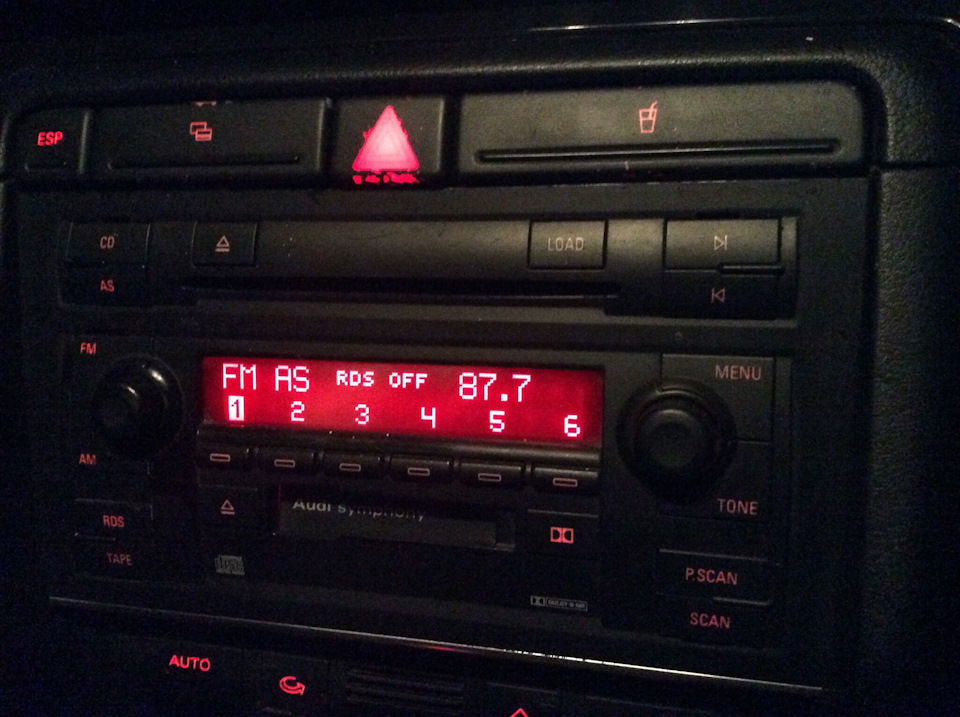 ESP
CD
LOAD
AS
FM
FM AS RDS OFF 87.7
MENU
1 2 3 4 5 6
AM
TONE
Audi symphony
RDS
TAPE
P.SCAN
SCAN
AUTO